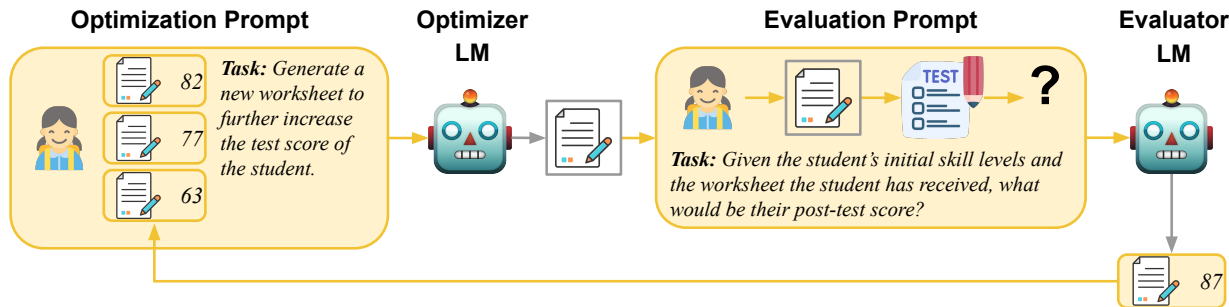 Optimization Prompt
Optimizer
LM
Evaluation Prompt
Evaluator
LM
82
77
63
Task: Generate a
new worksheet to
further increase
the test score of
the student.
TEST
?
Task: Given the student's initial skill levels and
the worksheet the student has received, what
would be their post-test score?
87